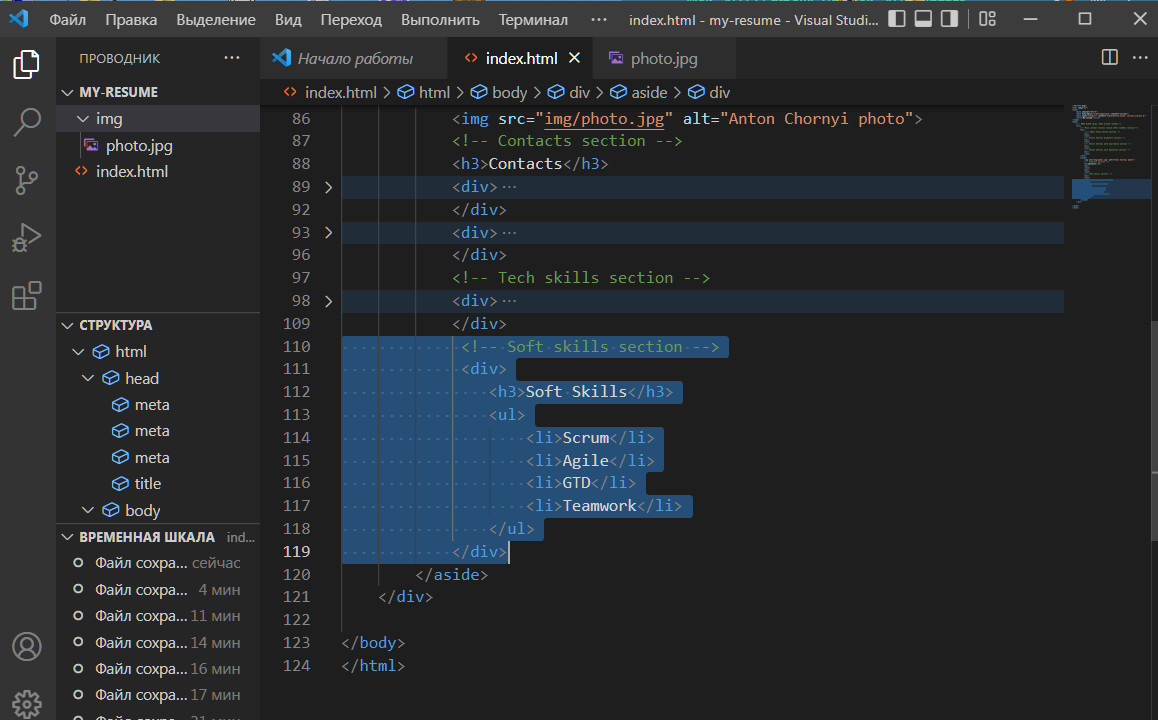 Файл Правка Выделение Вид Переход Выполнить Терминал ··· index.html - my-resume - Visual Studi...
ПРОВОДНИК ···
MY-RESUME
img
photo.jpg
index.html
СТРУКТУРА
html
head
meta
meta
meta
title
body
ВРЕМЕННАЯ ШКАЛА ind...
Файл сохра... сейчас
Файл сохра... 4 мин
Файл сохра... 11 мин
Файл сохра... 14 мин
Файл сохра... 16 мин
Файл сохра... 17 мин
Файл сохра... 21 мин
Начало работы index.html photo.jpg ···
index.html > html > body > div > aside > div
86 <img src="img/photo.jpg" alt="Anton Chornyi photo">
87 <!-- Contacts section -->
88 <h3>Contacts</h3>
89 <div>···
92 </div>
93 <div>···
96 </div>
97 <!-- Tech skills section -->
98 <div>···
109 </div>
110 <!-- Soft skills section -->
111 <div>
112 <h3>Soft Skills</h3>
113 <ul>
114 <li>Scrum</li>
115 <li>Agile</li>
116 <li>GTD</li>
117 <li>Teamwork</li>
118 </ul>
119 </div>
120 </aside>
121 </div>
122
123 </body>
124 </html>